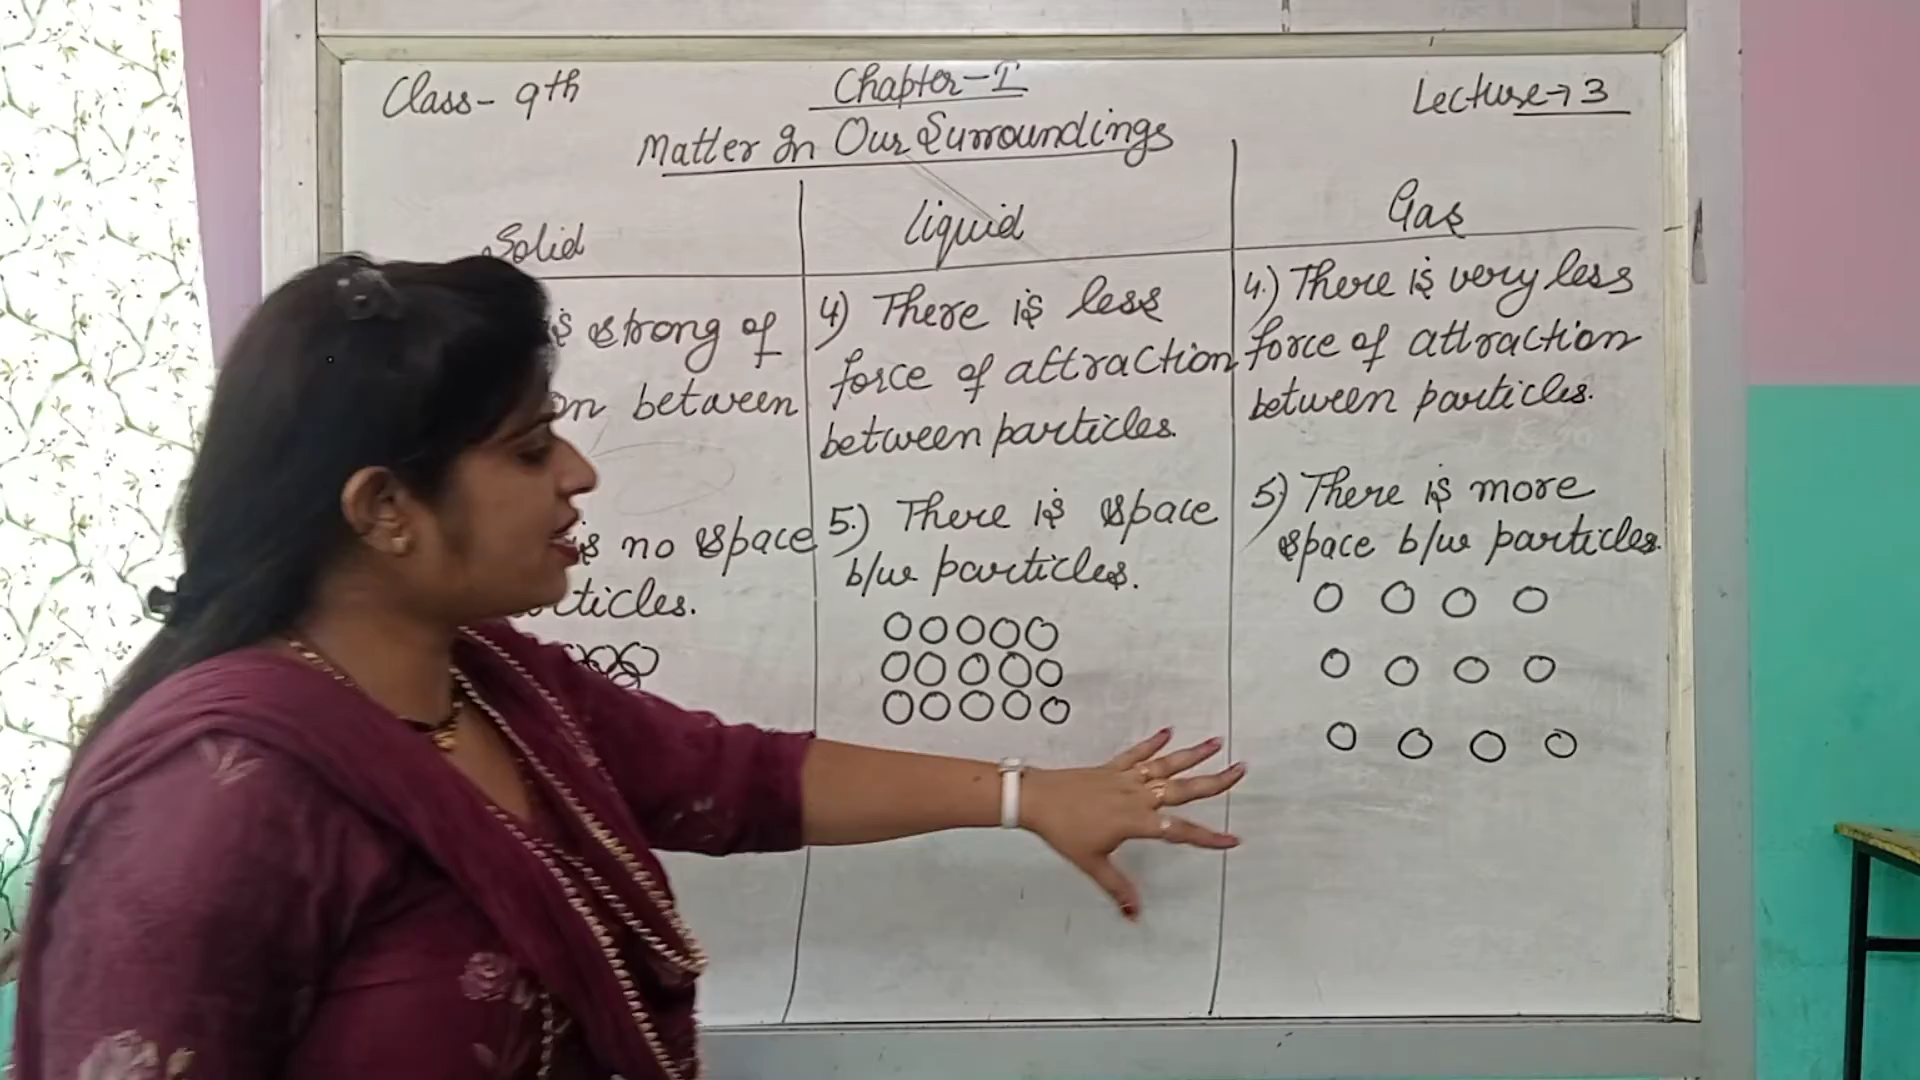 Class- 9th
Chapter-I
Lecture→3
Matter In Our Surroundings
Solid
is strong of
between
is no space
Liquid
4) There is less
force of attraction
between particles.
5.) There is space
b/w particles.
Gas
4.) There is very less
force of attraction
between particles.
5) There is more
space b/w particles.